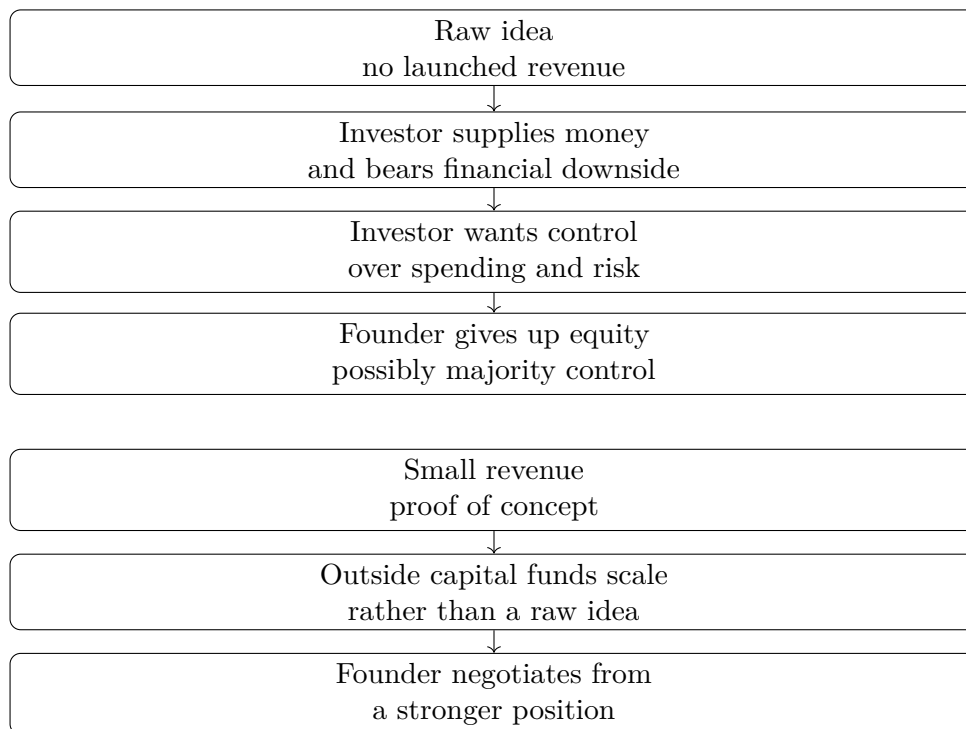 Raw idea
no launched revenue
Investor supplies money
and bears financial downside
Investor wants control
over spending and risk
Founder gives up equity
possibly majority control
Small revenue
proof of concept
Outside capital funds scale
rather than a raw idea
Founder negotiates from
a stronger position